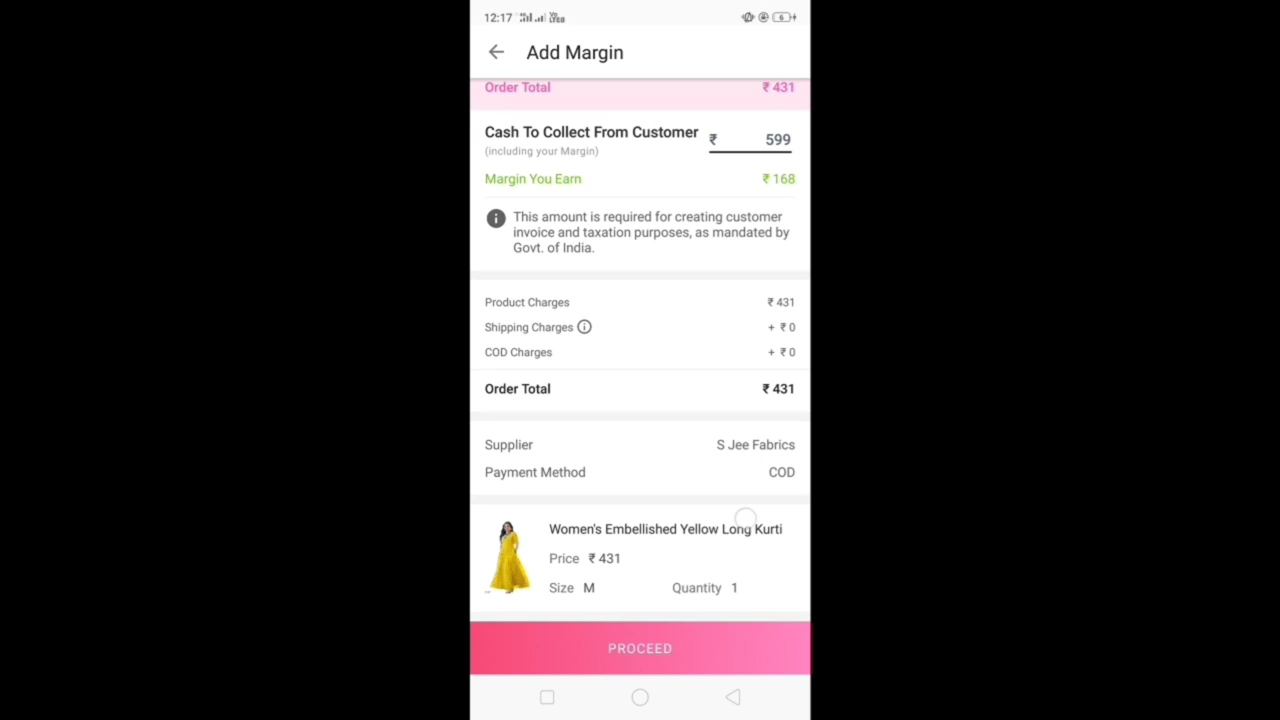 12:17
Add Margin
Order Total ₹ 431
Cash To Collect From Customer ₹ 599
(including your Margin)
Margin You Earn ₹ 168
This amount is required for creating customer
invoice and taxation purposes, as mandated by
Govt. of India.
Product Charges ₹ 431
Shipping Charges + ₹ 0
COD Charges + ₹ 0
Order Total ₹ 431
Supplier S Jee Fabrics
Payment Method COD
Women's Embellished Yellow Long Kurti
Price ₹ 431
Size M Quantity 1
PROCEED